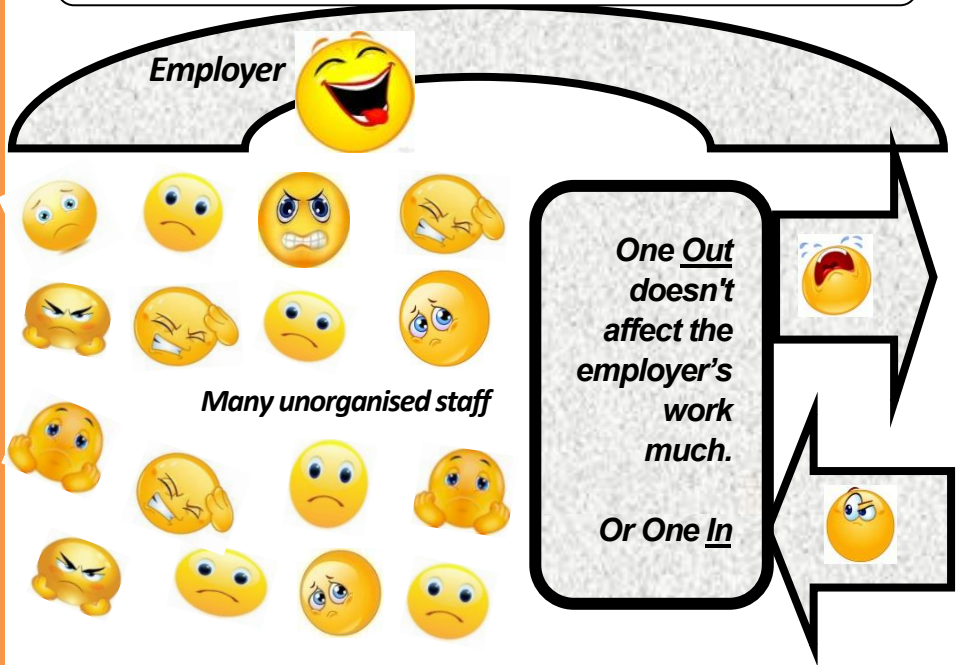 Employer
Many unorganised staff
One Out
doesn't
affect the
employer’s
work
much.
Or One In